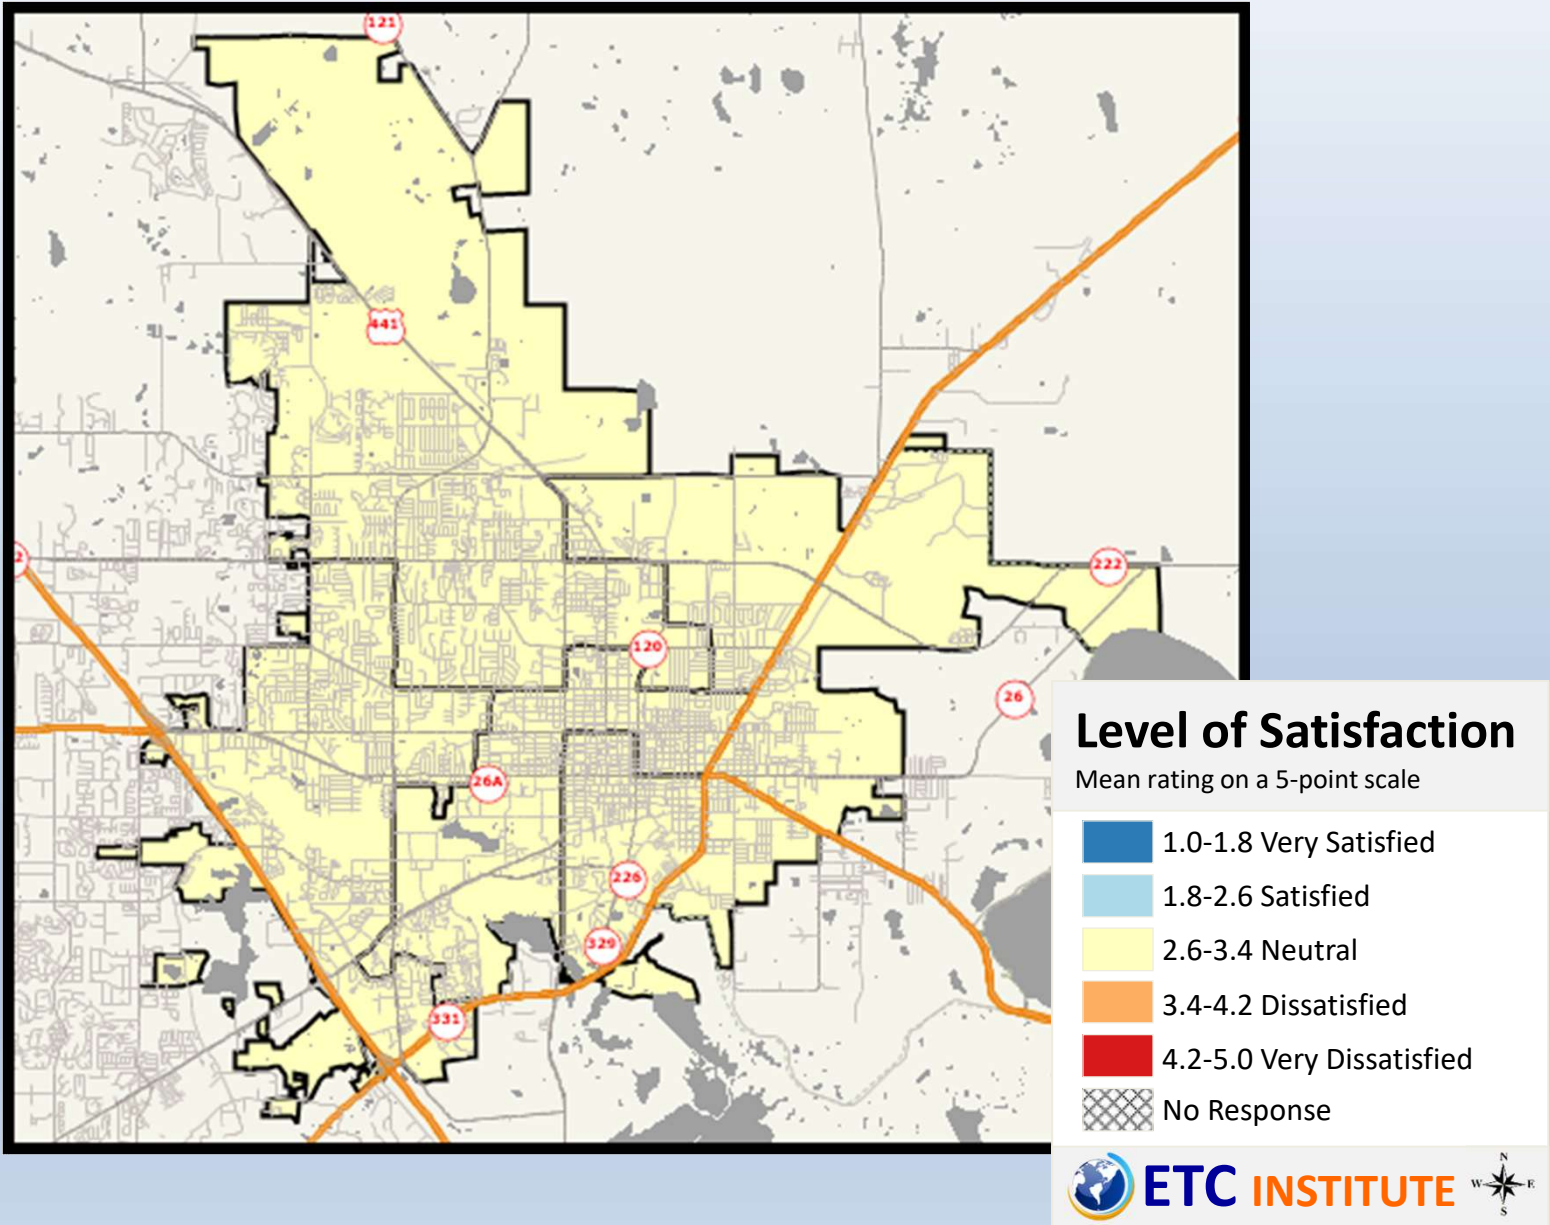 121
441
2
222
120
26
26A
226
329
331
Level of Satisfaction
Mean rating on a 5-point scale
1.0-1.8 Very Satisfied
1.8-2.6 Satisfied
2.6-3.4 Neutral
3.4-4.2 Dissatisfied
4.2-5.0 Very Dissatisfied
No Response
ETC INSTITUTE
N
W E
S